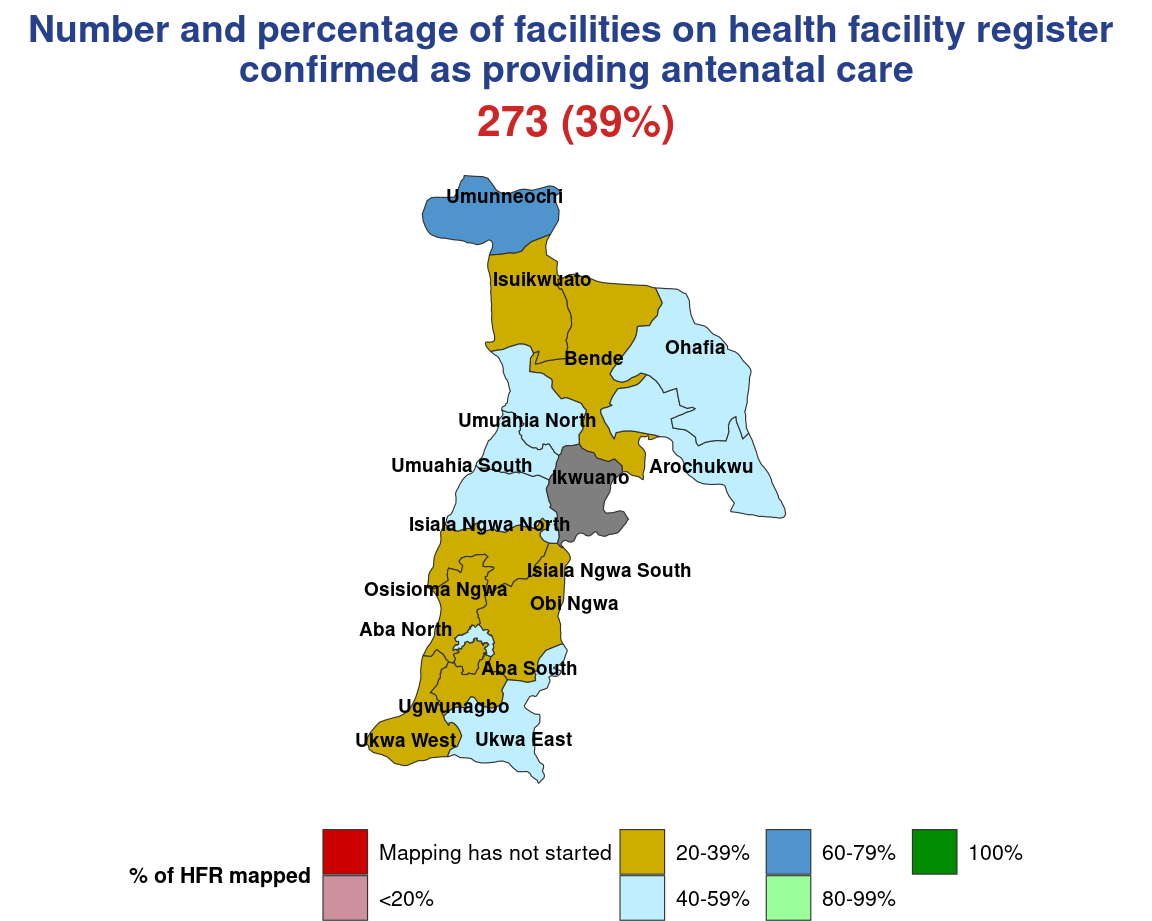 Number and percentage of facilities on health facility register
confirmed as providing antenatal care
273 (39%)
Umunneochi
Isuikwuato
Ohafia
Bende
Umuahia North
Umuahia South
Arochukwu
Ikwuano
Isiala Ngwa North
Isiala Ngwa South
Osisioma Ngwa
Obi Ngwa
Aba North
Aba South
Ugwunagbo
Ukwa West
Ukwa East
% of HFR mapped
Mapping has not started
<20%
20-39%
40-59%
60-79%
80-99%
100%